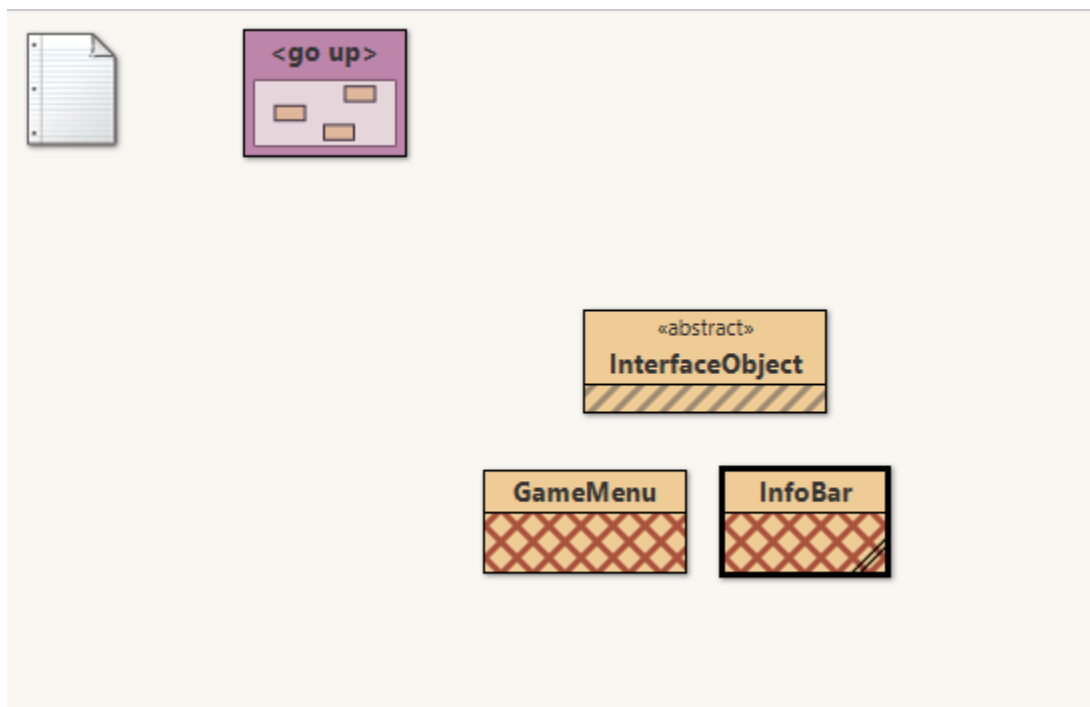 <go up>
«abstract»
InterfaceObject
GameMenu
InfoBar